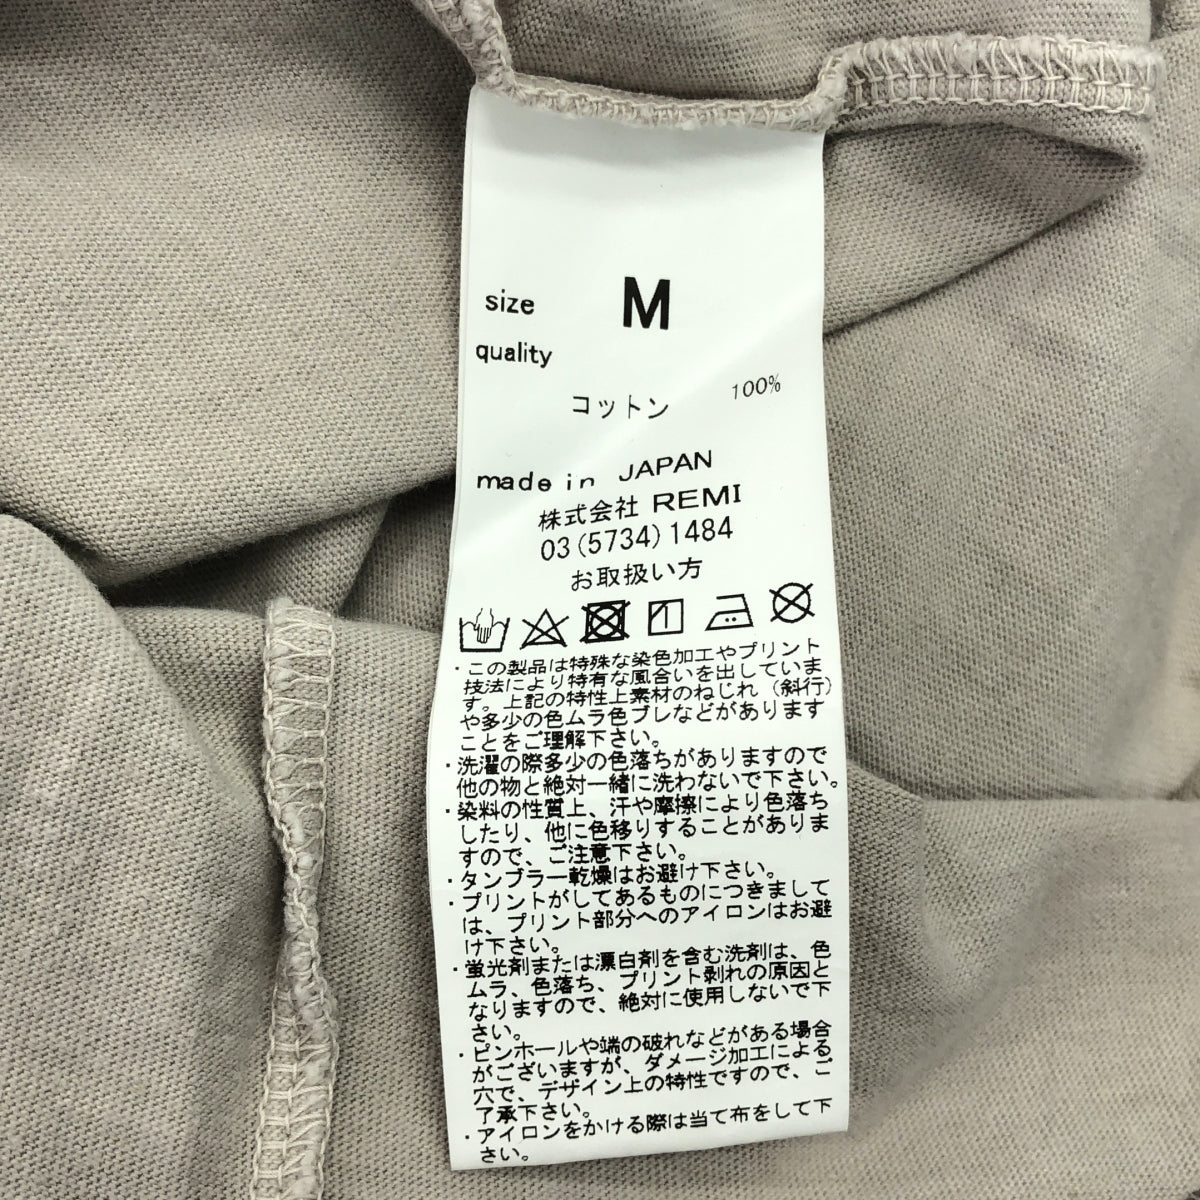 size M
quality
コットン 100%
made in JAPAN
株式会社 REMI
03(5734)1484
お取扱い方
・この製品は特殊な染色加工やプリント
技法により特有な風合いを出していま
す。上記の特性上素材のねじれ（斜行）
や多少の色ムラ色ブレなどがあります
ことをご理解下さい。
・洗濯の際多少の色落ちがありますので
他の物と絶対一緒に洗わないで下さい。
・染料の性質上、汗や摩擦により色落ち
したり、他に色移りすることがありま
すので、ご注意下さい。
・タンブラー乾燥はお避け下さい。
・プリントがしてあるものにつきまして
は、プリント部分へのアイロンはお避
け下さい。
・蛍光剤または漂白剤を含む洗剤は、色
ムラ、色落ち、プリント剥れの原因と
なりますので、絶対に使用しないで下
さい。
・ピンホールや端の破れなどがある場合
がございますが、ダメージ加工による
穴で、デザイン上の特性ですので、ご
了承下さい。
・アイロンをかける際は当て布をして下
さい。